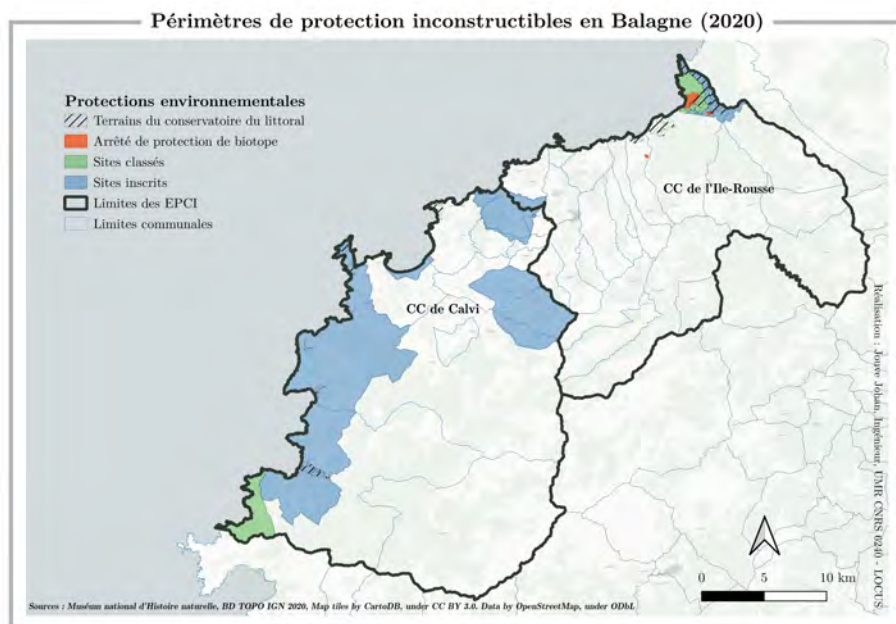 Périmètres de protection inconstructibles en Balagne (2020)
Protections environnementales
Terrains du conservatoire du littoral
Arrêté de protection de biotope
Sites classés
Sites inscrits
Limites des EPCI
Limites communales
CC de l'Ile-Rousse
CC de Calvi
Réalisation : Jouve Johan, Ingénieur, UMR CNRS 6240 - LOCUS
0 5 10 km
Sources : Muséum national d'Histoire naturelle, BD TOPO IGN 2020, Map tiles by CartoDB, under CC BY 3.0. Data by OpenStreetMap, under ODbL